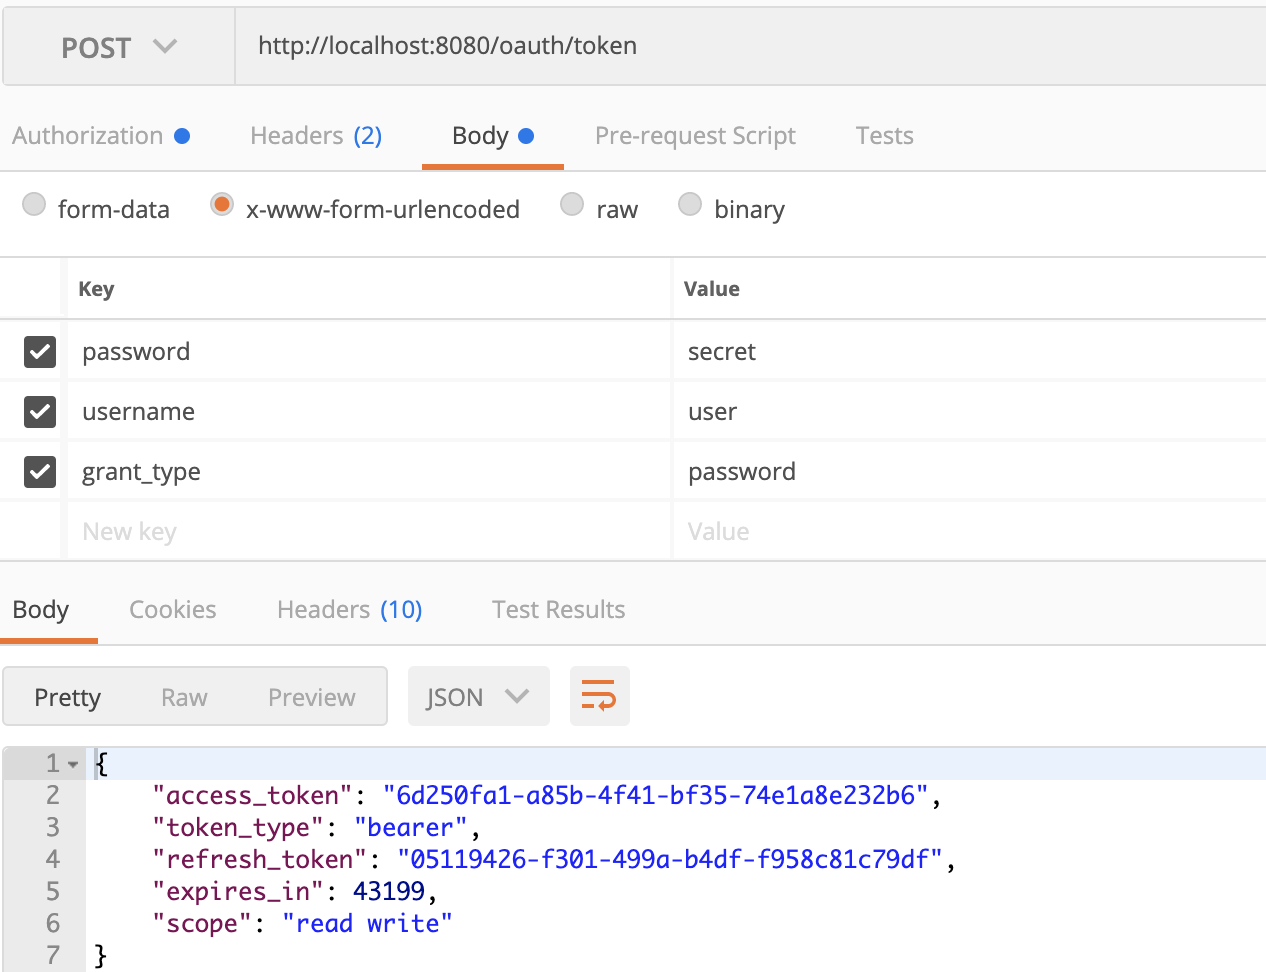 POST http://localhost:8080/oauth/token
Authorization Headers (2) Body Pre-request Script Tests
form-data x-www-form-urlencoded raw binary
Key Value
password secret
username user
grant_type password
New key Value
Body Cookies Headers (10) Test Results
Pretty Raw Preview JSON
1 {
2 "access_token": "6d250fa1-a85b-4f41-bf35-74e1a8e232b6",
3 "token_type": "bearer",
4 "refresh_token": "05119426-f301-499a-b4df-f958c81c79df",
5 "expires_in": 43199,
6 "scope": "read write"
7 }